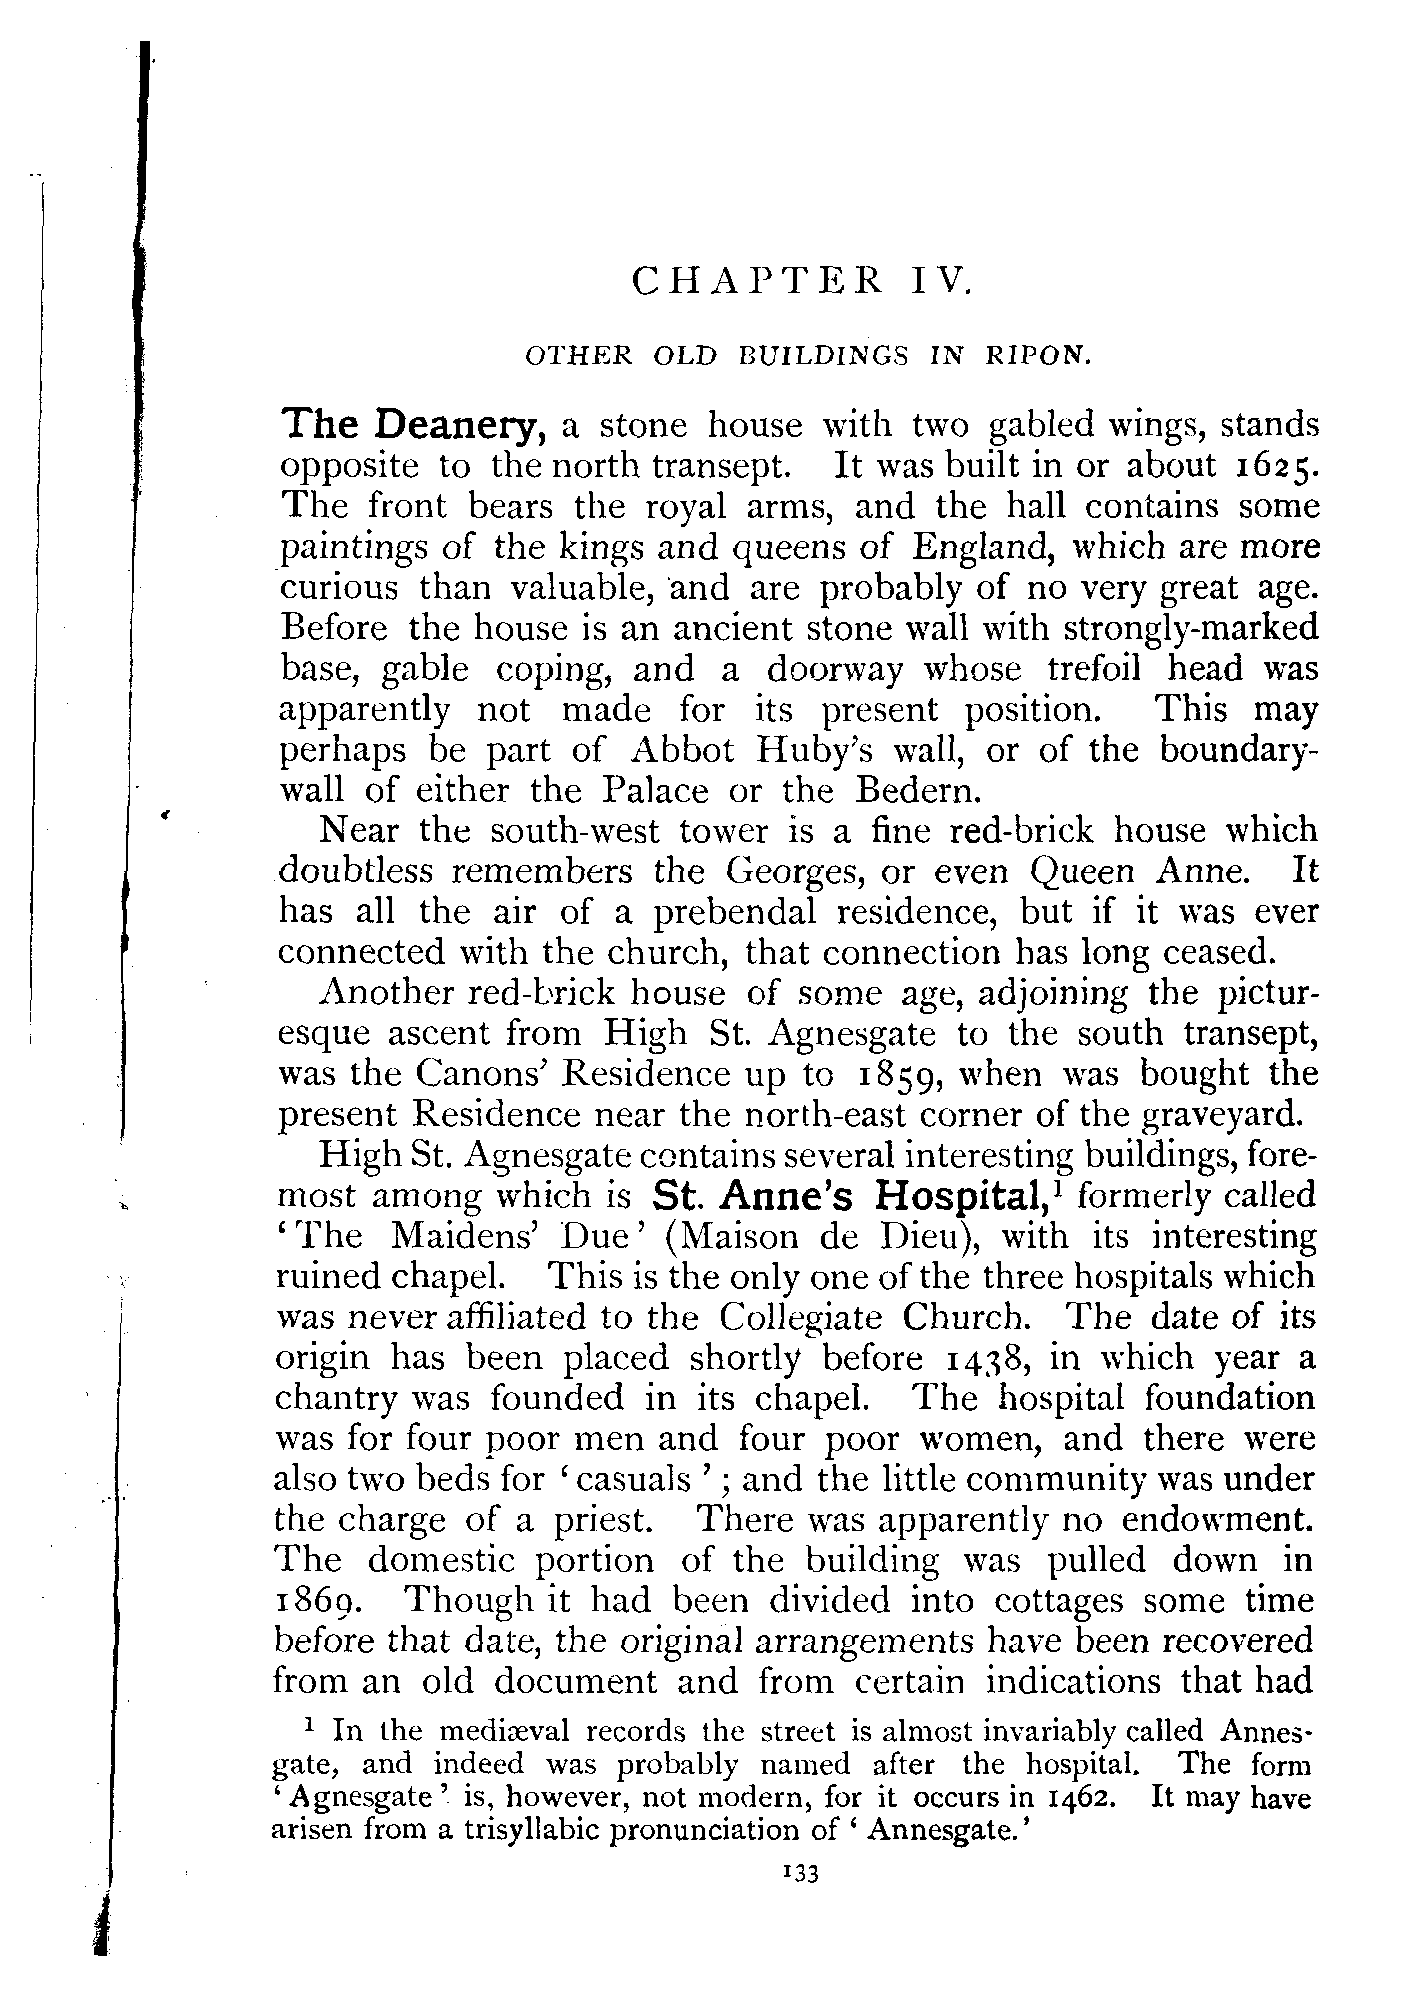 CHAPTER IV.
OTHER OLD BUILDINGS IN RIPON.
The Deanery, a stone house with two gabled wings, stands
opposite to the north transept. It was built in or about 1625.
The front bears the royal arms, and the hall contains some
paintings of the kings and queens of England, which are more
curious than valuable, and are probably of no very great age.
Before the house is an ancient stone wall with strongly-marked
base, gable coping, and a doorway whose trefoil head was
apparently not made for its present position. This may
perhaps be part of Abbot Huby's wall, or of the boundary-
wall of either the Palace or the Bedern.
Near the south-west tower is a fine red-brick house which
doubtless remembers the Georges, or even Queen Anne. It
has all the air of a prebendal residence, but if it was ever
connected with the church, that connection has long ceased.
Another red-brick house of some age, adjoining the pictur-
esque ascent from High St. Agnesgate to the south transept,
was the Canons' Residence up to 1859, when was bought the
present Residence near the north-east corner of the graveyard.
High St. Agnesgate contains several interesting buildings, fore-
most among which is St. Anne's Hospital,¹ formerly called
‘The Maidens’ Due’ (Maison de Dieu), with its interesting
ruined chapel. This is the only one of the three hospitals which
was never affiliated to the Collegiate Church. The date of its
origin has been placed shortly before 1438, in which year a
chantry was founded in its chapel. The hospital foundation
was for four poor men and four poor women, and there were
also two beds for ‘casuals’; and the little community was under
the charge of a priest. There was apparently no endowment.
The domestic portion of the building was pulled down in
1869. Though it had been divided into cottages some time
before that date, the original arrangements have been recovered
from an old document and from certain indications that had
¹ In the mediæval records the street is almost invariably called Annes-
gate, and indeed was probably named after the hospital. The form
‘Agnesgate’ is, however, not modern, for it occurs in 1462. It may have
arisen from a trisyllabic pronunciation of ‘Annesgate.’
133